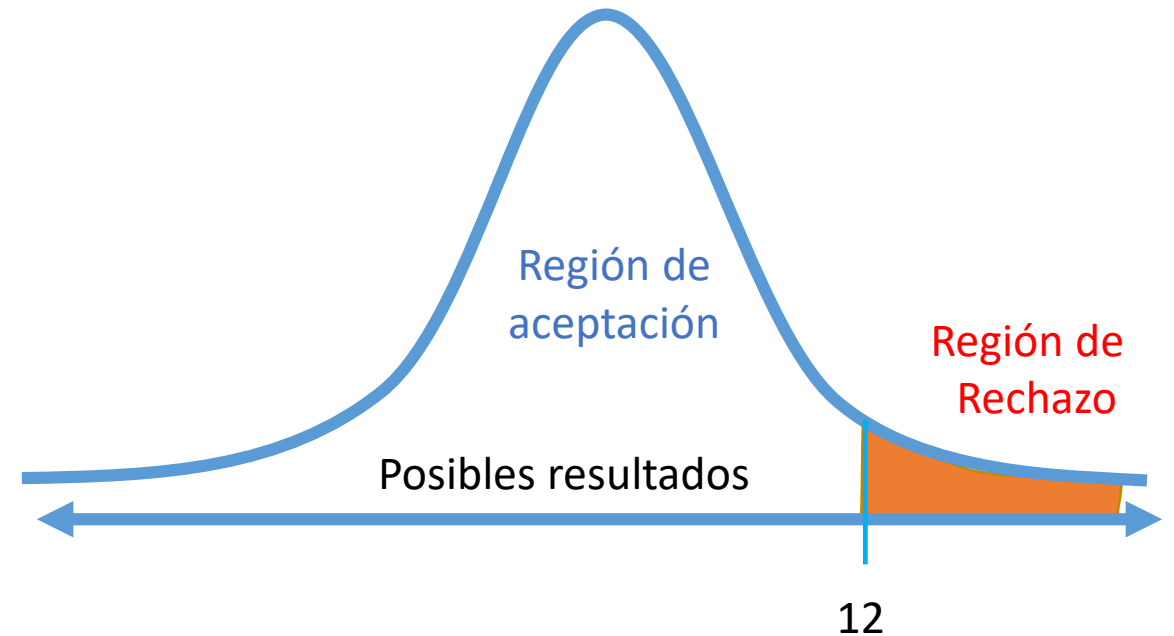 Región de
aceptación
Región de
Rechazo
Posibles resultados
12